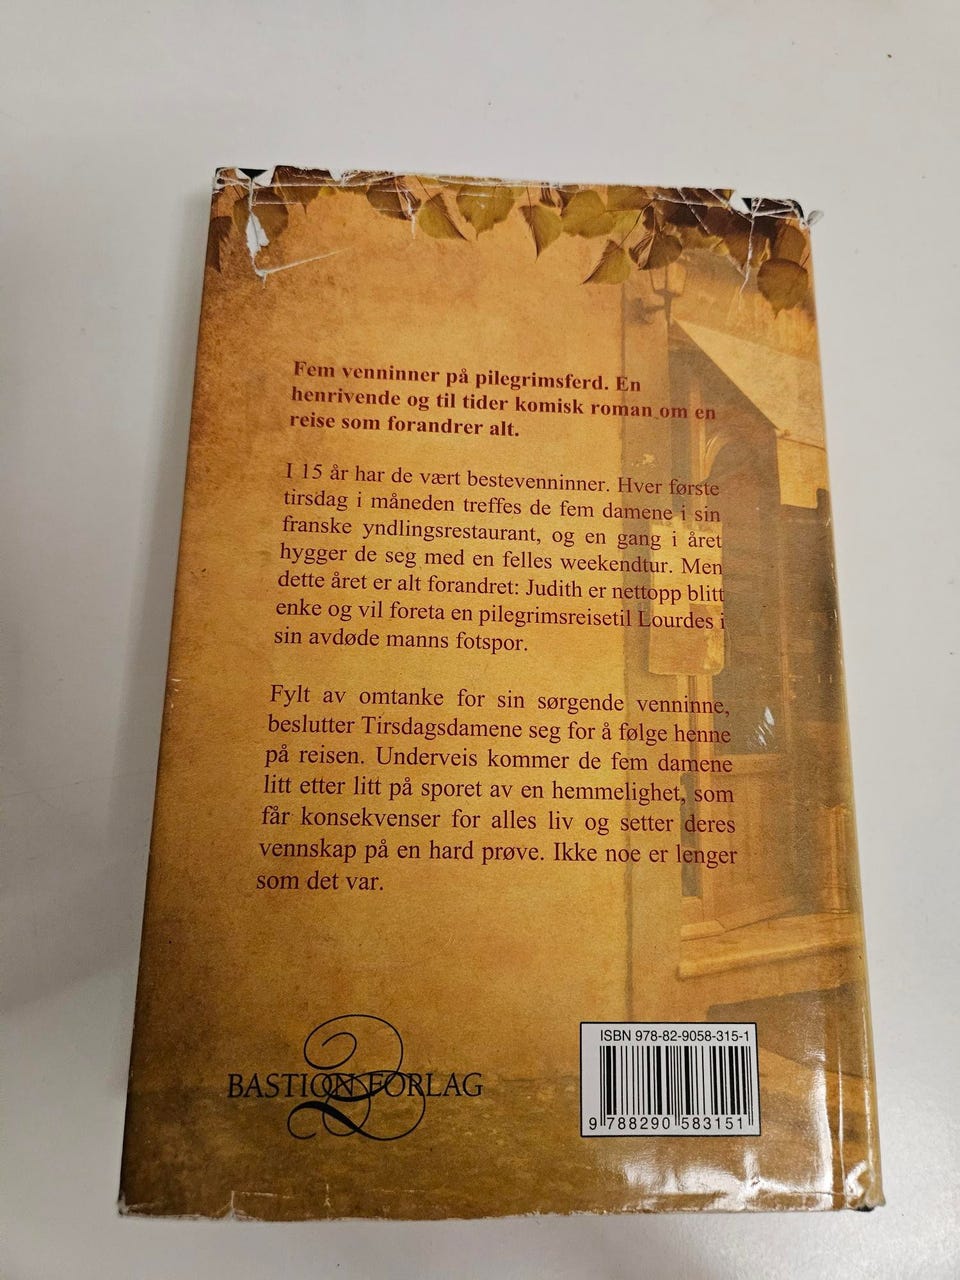 Fem venninner på pilegrimsferd. En
henrivende og til tider komisk roman om en
reise som forandrer alt.
I 15 år har de vært bestevenninner. Hver første
tirsdag i måneden treffes de fem damene i sin
franske yndlingsrestaurant, og en gang i året
hygger de seg med en felles weekendtur. Men
dette året er alt forandret: Judith er nettopp blitt
enke og vil foreta en pilegrimsreisetil Lourdes i
sin avdøde manns fotspor.
Fylt av omtanke for sin sørgende venninne,
beslutter Tirsdagsdamene seg for å følge henne
på reisen. Underveis kommer de fem damene
litt etter litt på sporet av en hemmelighet, som
får konsekvenser for alles liv og setter deres
vennskap på en hard prøve. Ikke noe er lenger
som det var.
BASTION FORLAG
ISBN 978-82-9058-315-1
9 788290 583151